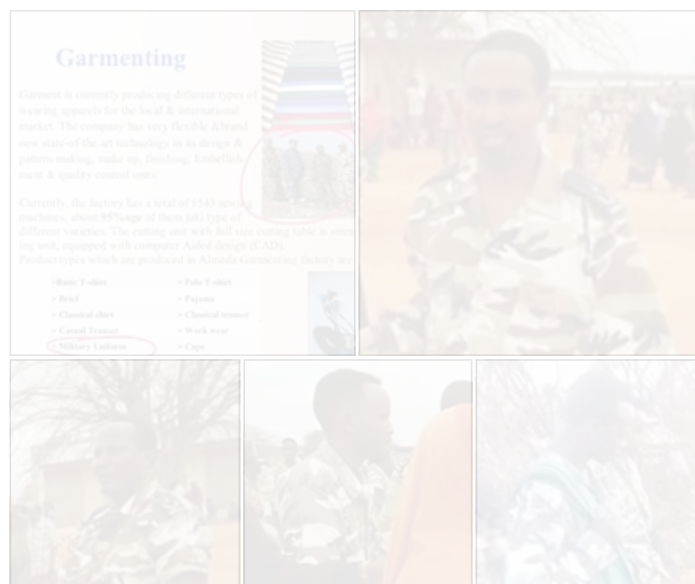 Garmenting
Garment is currently producing different types of
wearing apparels for the local & international
market. The company has very flexible &brand
new state of the art technology in its design &
pattern making, make up, finishing, Embellish-
ment & quality control units.
Currently, the factory has a total of 1543 sewing
machines, about 95%age of them juki type of
different varieties. The cutting unit with full size cutting table is
ing unit, equipped with computer Aided design (CAD).
Product types which are produced in Almeda Garmenting factory are
Basic T-shirt
Polo T-shirt
Brief
Pajama
Classical shirt
Classical trouser
Casual Trouser
Work wear
Military Uniform
Caps